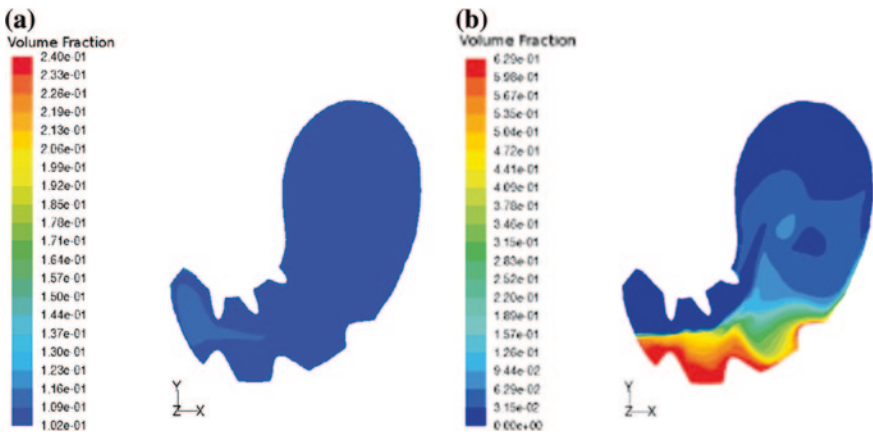 (a)
Volume Fraction
2.40e-01
2.33e-01
2.26e-01
2.19e-01
2.13e-01
2.06e-01
1.99e-01
1.92e-01
1.85e-01
1.78e-01
1.71e-01
1.64e-01
1.57e-01
1.50e-01
1.44e-01
1.37e-01
1.30e-01
1.23e-01
1.16e-01
1.09e-01
1.02e-01
Y
Z X
(b)
Volume Fraction
6.29e-01
5.98e-01
5.67e-01
5.35e-01
5.04e-01
4.72e-01
4.41e-01
4.09e-01
3.78e-01
3.46e-01
3.15e-01
2.83e-01
2.52e-01
2.20e-01
1.89e-01
1.57e-01
1.26e-01
9.44e-02
6.29e-02
3.15e-02
0.00e+00
Y
Z X